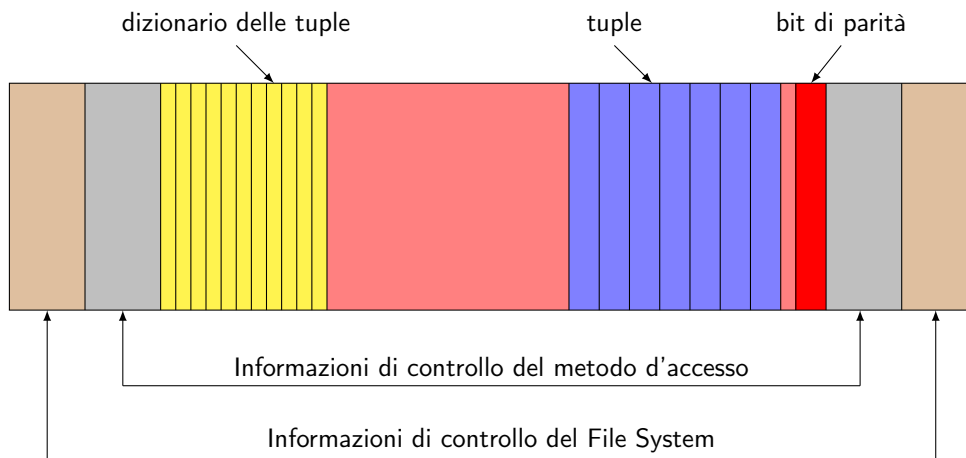 dizionario delle tuple
tuple
bit di parità
Informazioni di controllo del metodo d'accesso
Informazioni di controllo del File System